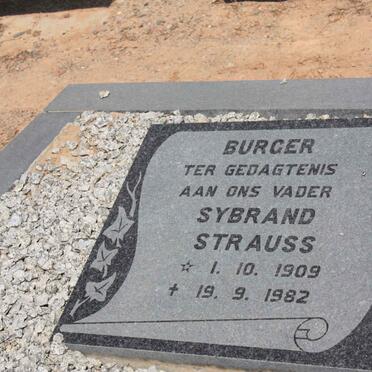 BURGER
TER GEDAGTENIS
AAN ONS VADER
SYBRAND
STRAUSS
☆ 1. 10. 1909
✝ 19. 9. 1982